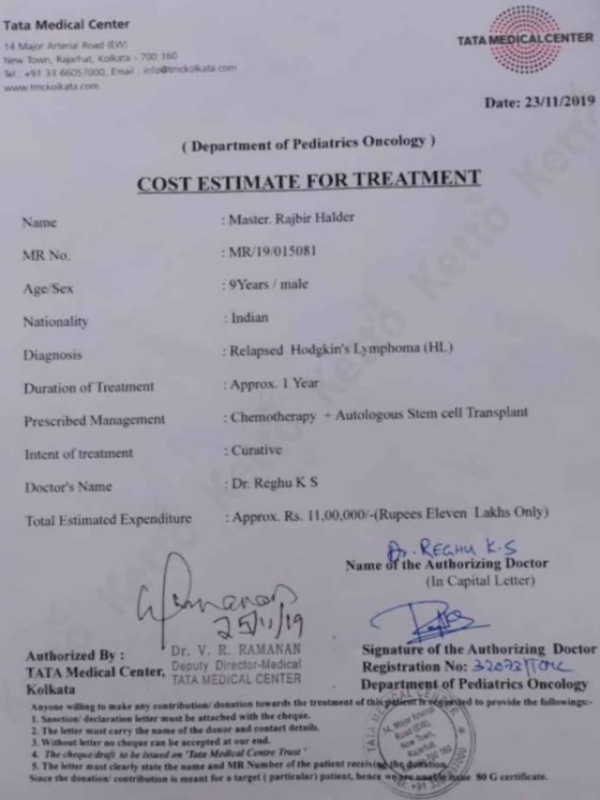 Tata Medical Center
14 Major Arterial Road (EW)
New Town, Rajarhat, Kolkata - 700 160
Tel.: +91 33 66057000, Email : info@tmckolkata.com
www.tmckolkata.com
TATA MEDICAL CENTER
Date: 23/11/2019
( Department of Pediatrics Oncology )
COST ESTIMATE FOR TREATMENT
Name : Master. Rajbir Halder
MR No. : MR/19/015081
Age/Sex : 9Years / male
Nationality : Indian
Diagnosis : Relapsed Hodgkin's Lymphoma (HL)
Duration of Treatment : Approx. 1 Year
Prescribed Management : Chemotherapy + Autologous Stem cell Transplant
Intent of treatment : Curative
Doctor's Name : Dr. Reghu K S
Total Estimated Expenditure : Approx. Rs. 11,00,000/-(Rupees Eleven Lakhs Only)
Dr. REGHU K.S
Name of the Authorizing Doctor
(In Capital Letter)
25/11/19
Authorized By : Dr. V. R. RAMANAN
TATA Medical Center, Deputy Director-Medical
Kolkata TATA MEDICAL CENTER
Signature of the Authorizing Doctor
Registration No: 32073/TCMC
Department of Pediatrics Oncology
Anyone willing to make any contribution/ donation towards the treatment of this patient is requested to provide the followings:-
1. Sanction/ declaration letter must be attached with the cheque.
2. The letter must carry the name of the donor and contact details.
3. Without letter no cheque can be accepted at our end.
4. The cheque/draft to be issued on 'Tata Medical Centre Trust'
5. The letter must clearly state the name and MR Number of the patient receiving the donation.
Since the donation/ contribution is meant for a target ( particular) patient, hence we are unable issue 80 G certificate.
TATA MEDICAL CENTER
14, Major Arterial
Road (EW),
New Town,
Rajarhat,
Ketto Ketto Ketto Ketto